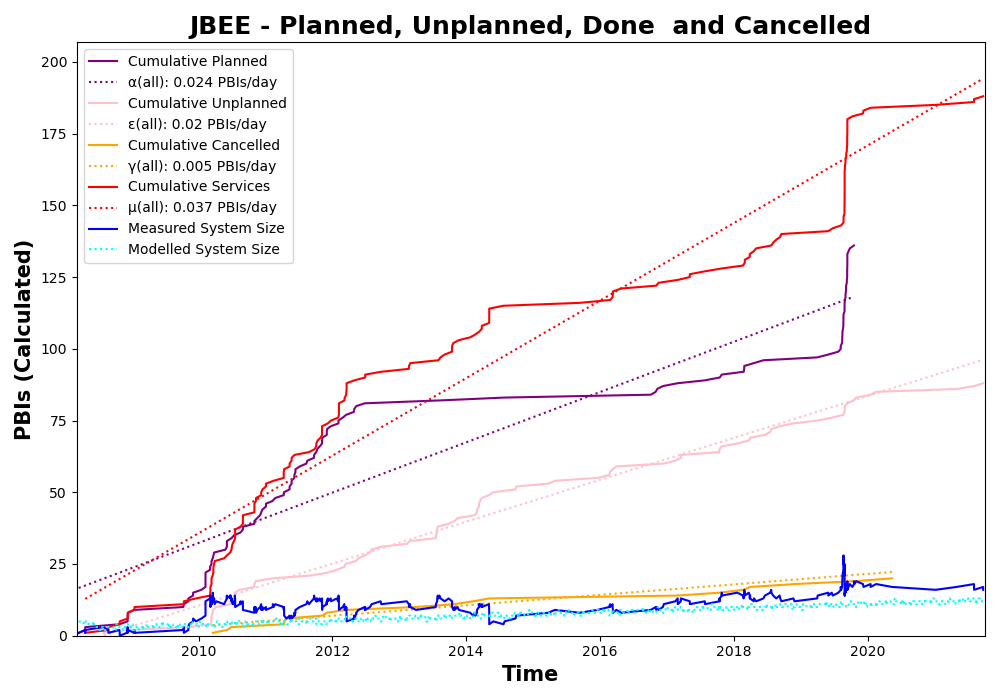 JBEE - Planned, Unplanned, Done  and Cancelled
Cumulative Planned
α(all): 0.024 PBIs/day
Cumulative Unplanned
ε(all): 0.02 PBIs/day
Cumulative Cancelled
γ(all): 0.005 PBIs/day
Cumulative Services
μ(all): 0.037 PBIs/day
Measured System Size
Modelled System Size
PBIs (Calculated)
200
175
150
125
100
75
50
25
0
2010 2012 2014 2016 2018 2020
Time